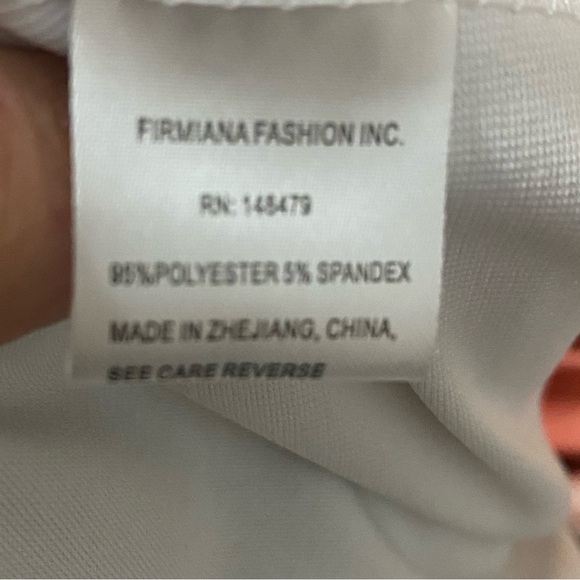 FIRMIANA FASHION INC.
RN: 148479
95%POLYESTER 5% SPANDEX
MADE IN ZHEJIANG, CHINA,
SEE CARE REVERSE